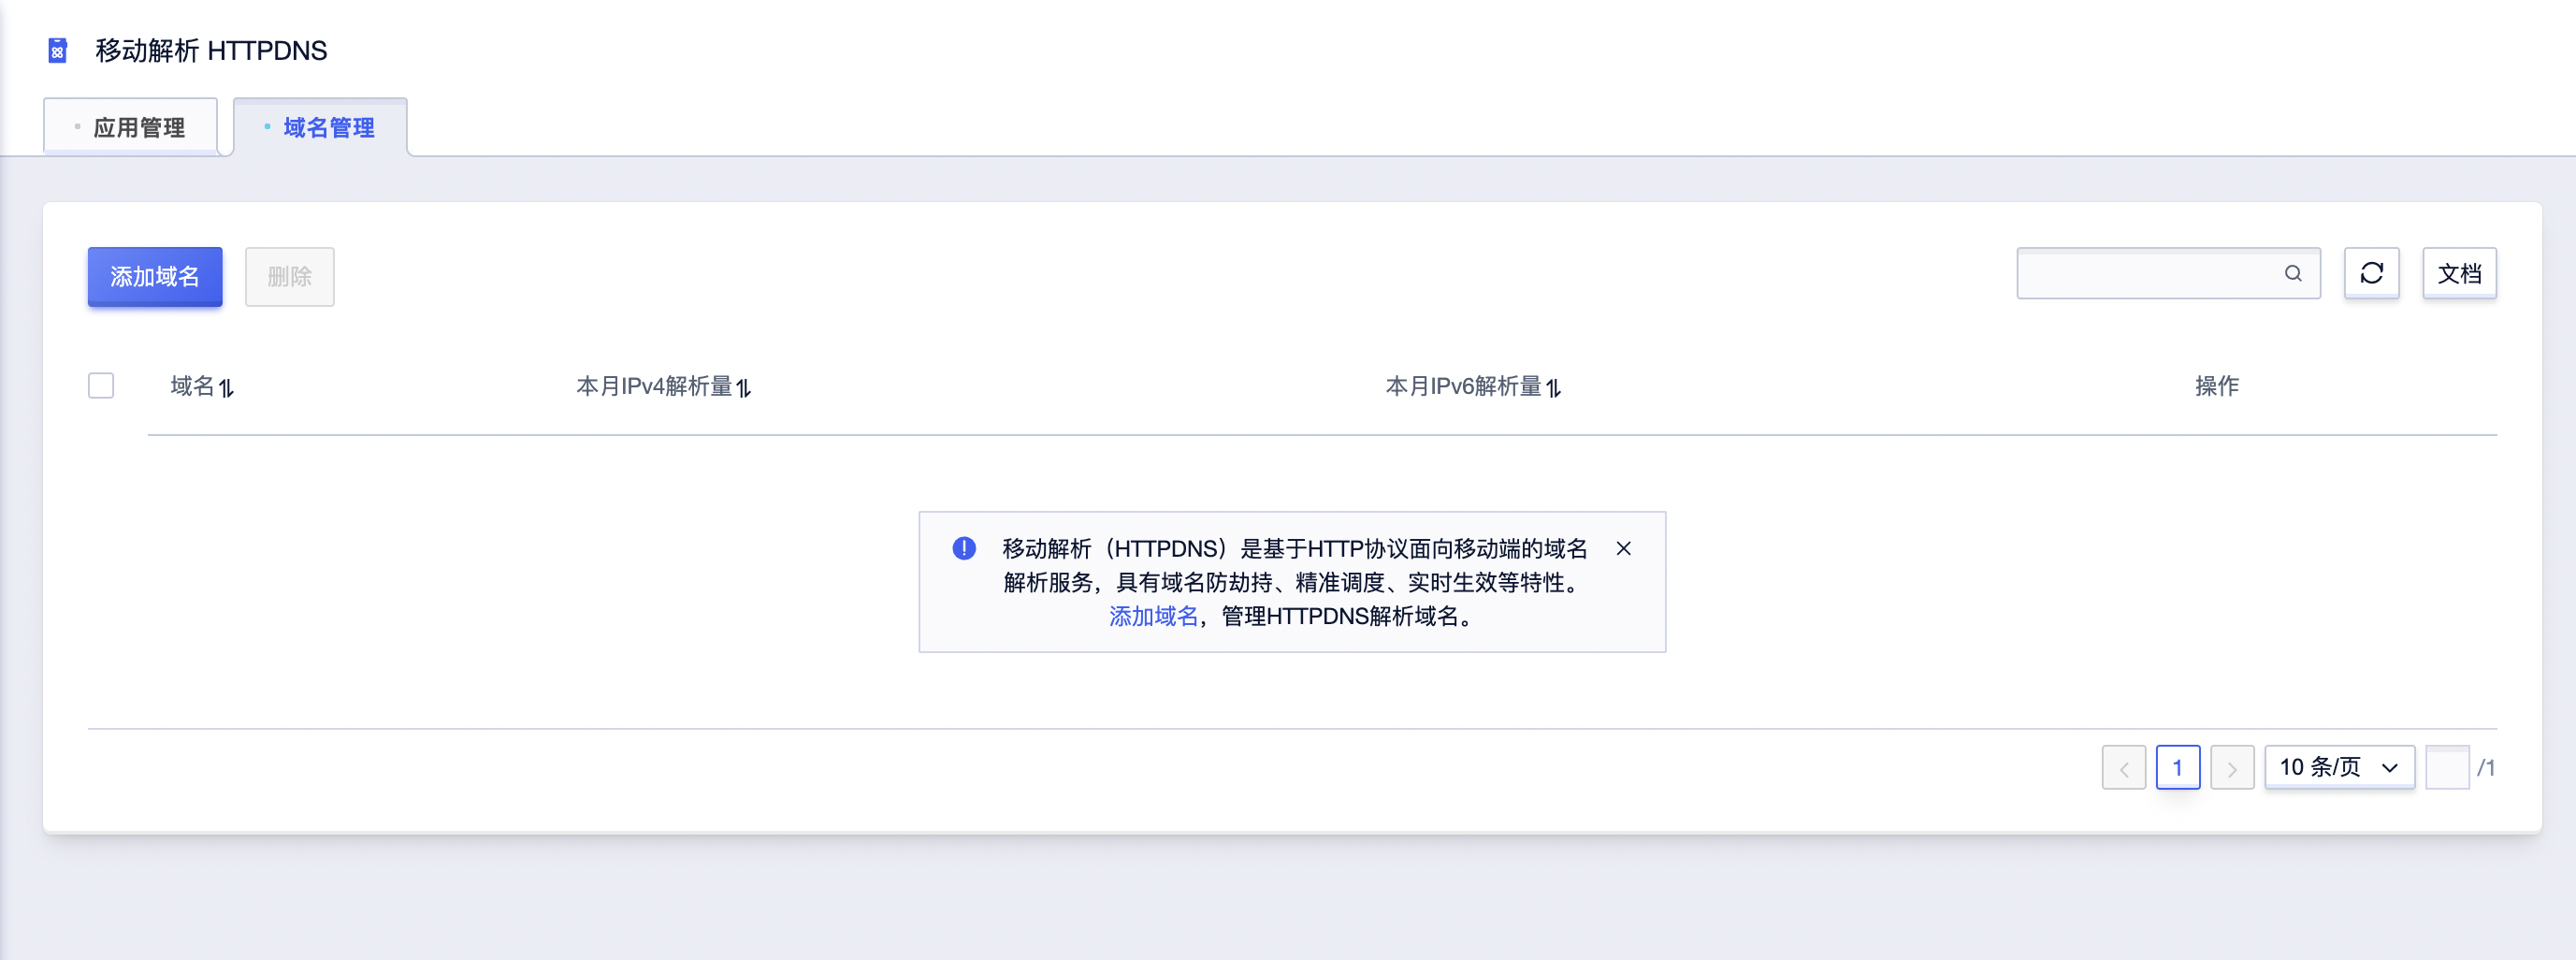 移动解析 HTTPDNS
应用管理 域名管理
添加域名 删除 文档
域名 本月IPv4解析量 本月IPv6解析量 操作
移动解析（HTTPDNS）是基于HTTP协议面向移动端的域名
解析服务，具有域名防劫持、精准调度、实时生效等特性。
添加域名，管理HTTPDNS解析域名。
1 10 条/页 /1